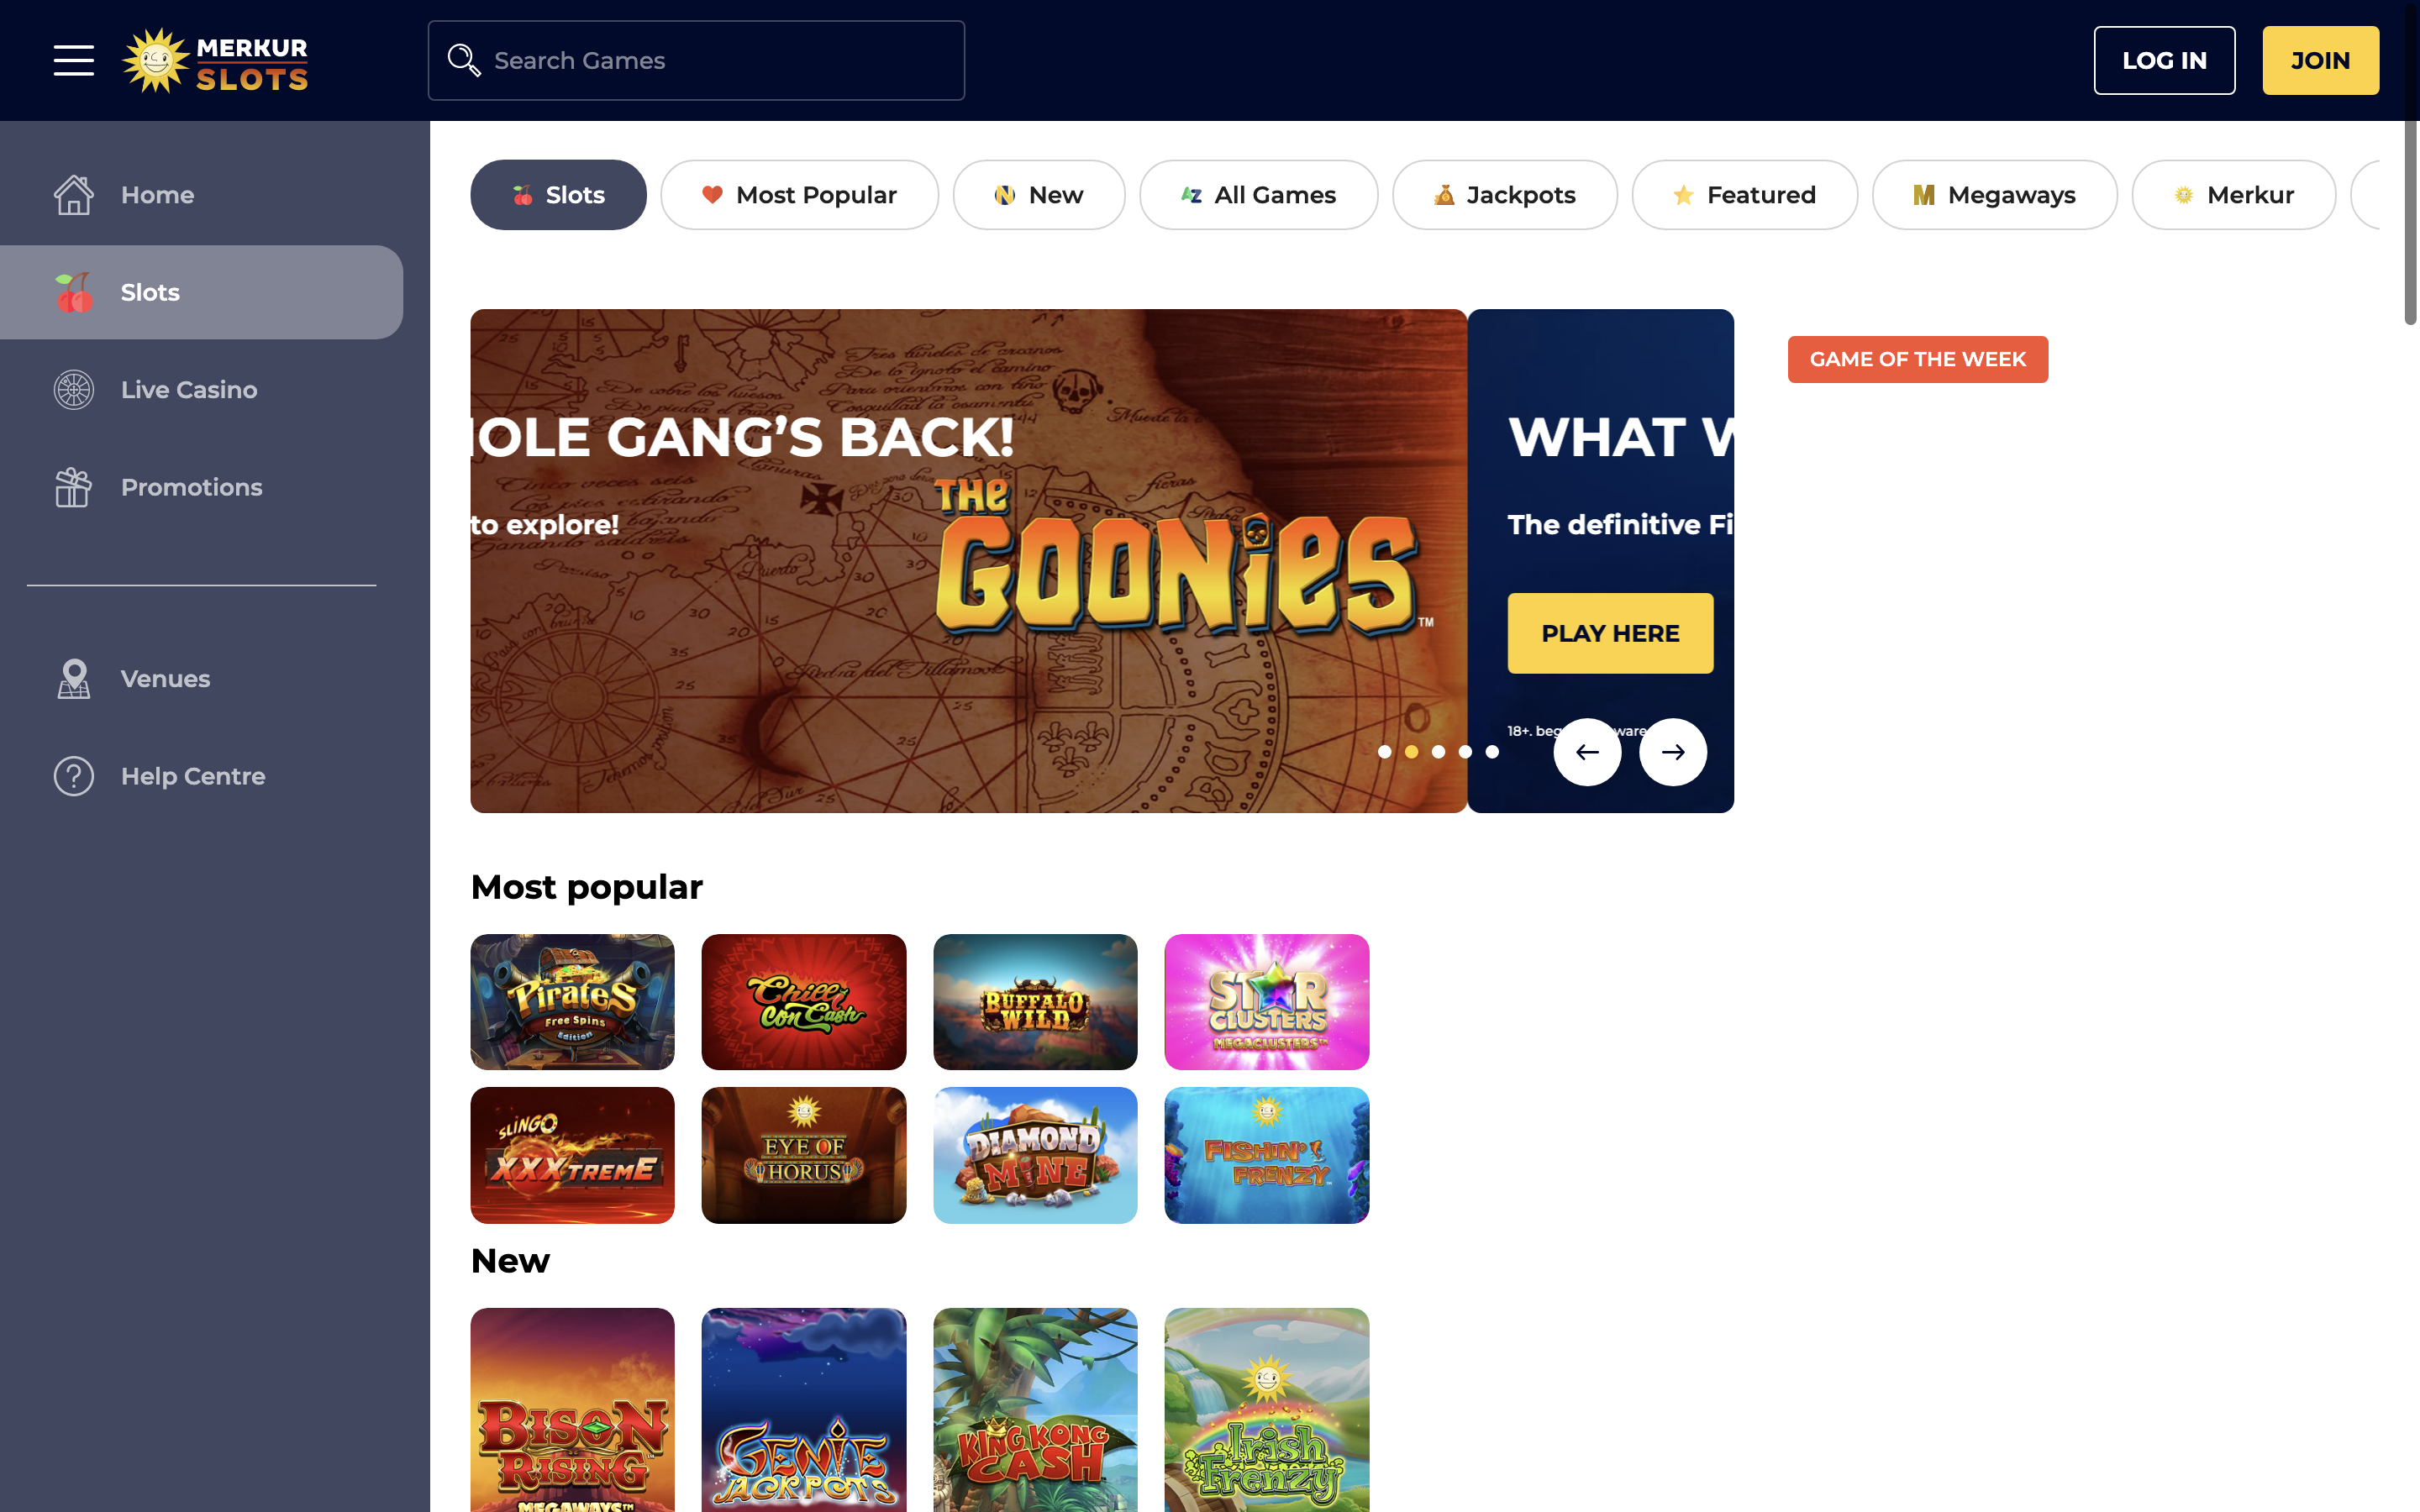 MERKUR
SLOTS
Search Games
LOG IN
JOIN
Home
Slots
Live Casino
Promotions
Venues
Help Centre
Slots
Most Popular
New
All Games
Jackpots
Featured
Megaways
Merkur
OLE GANG'S BACK!
to explore!
THE
GOONIES™
WHAT W
The definitive Fi
PLAY HERE
18+. beg
ware
GAME OF THE WEEK
Most popular
Pirates
Free Spins
Edition
Chilli
Con Cash
BUFFALO
WILD
STAR
CLUSTERS
MEGACLUSTERS™
SLINGO
XXXTREME
EYE OF
HORUS
DIAMOND
MINE
FISHIN'
FRENZY
New
BISON
RISING
MEGAWAYS™
GENIE
JACKPOTS
KING KONG
CASH
Irish
Frenzy